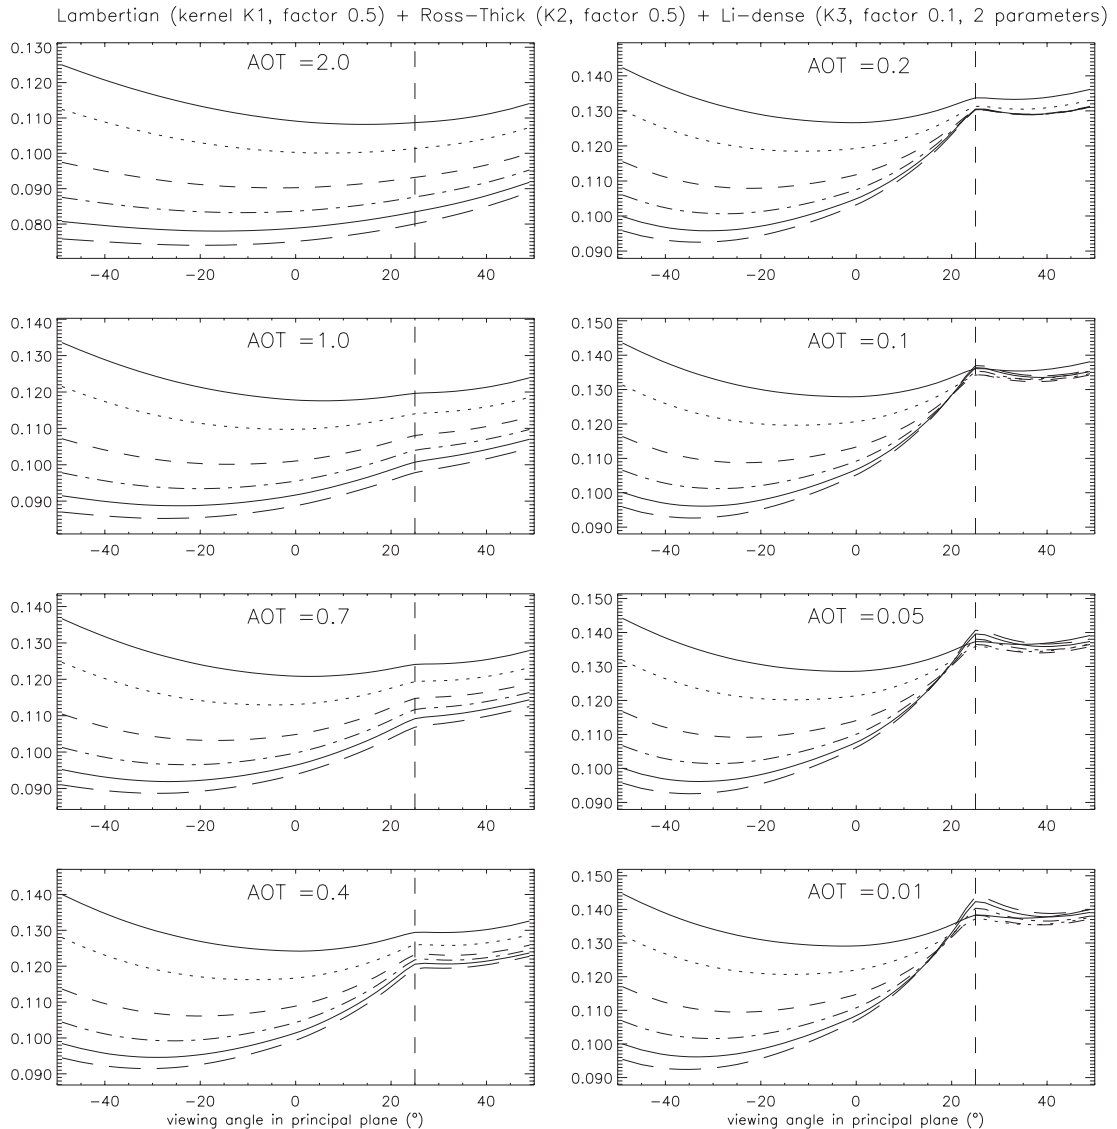 Lambertian (kernel K1, factor 0.5) + Ross-Thick (K2, factor 0.5) + Li-dense (K3, factor 0.1, 2 parameters)
AOT =2.0
0.130
0.120
0.110
0.100
0.090
0.080
-40 -20 0 20 40
AOT =0.2
0.140
0.130
0.120
0.110
0.100
0.090
-40 -20 0 20 40
AOT =1.0
0.140
0.130
0.120
0.110
0.100
0.090
-40 -20 0 20 40
AOT =0.1
0.150
0.140
0.130
0.120
0.110
0.100
0.090
-40 -20 0 20 40
AOT =0.7
0.140
0.130
0.120
0.110
0.100
0.090
-40 -20 0 20 40
AOT =0.05
0.150
0.140
0.130
0.120
0.110
0.100
0.090
-40 -20 0 20 40
AOT =0.4
0.140
0.130
0.120
0.110
0.100
0.090
-40 -20 0 20 40
viewing angle in principal plane (°)
AOT =0.01
0.150
0.140
0.130
0.120
0.110
0.100
0.090
-40 -20 0 20 40
viewing angle in principal plane (°)